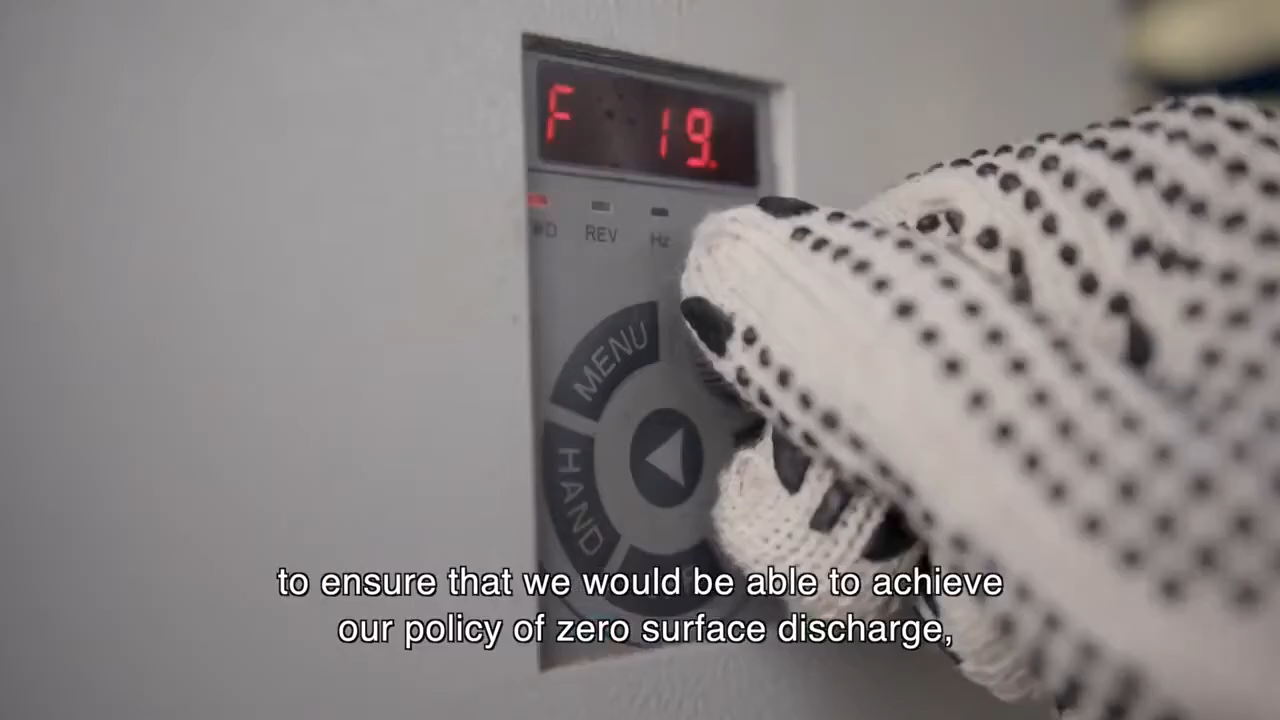 F 19.
WD REV Hz
MENU
HAND
to ensure that we would be able to achieve
our policy of zero surface discharge,